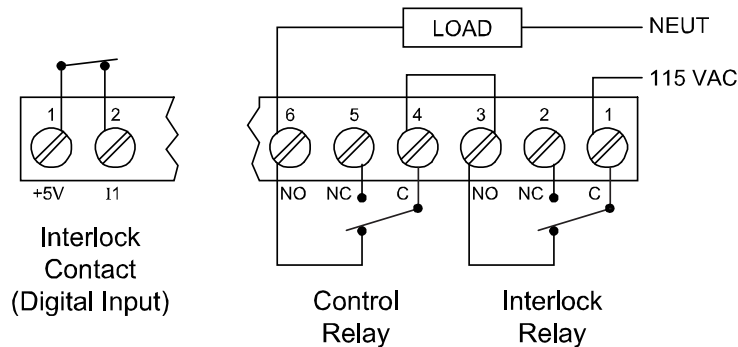 LOAD
NEUT
115 VAC
1 2
6 5 4 3 2 1
+5V I1
NO NC C NO NC C
Interlock
Contact
(Digital Input)
Control
Relay
Interlock
Relay